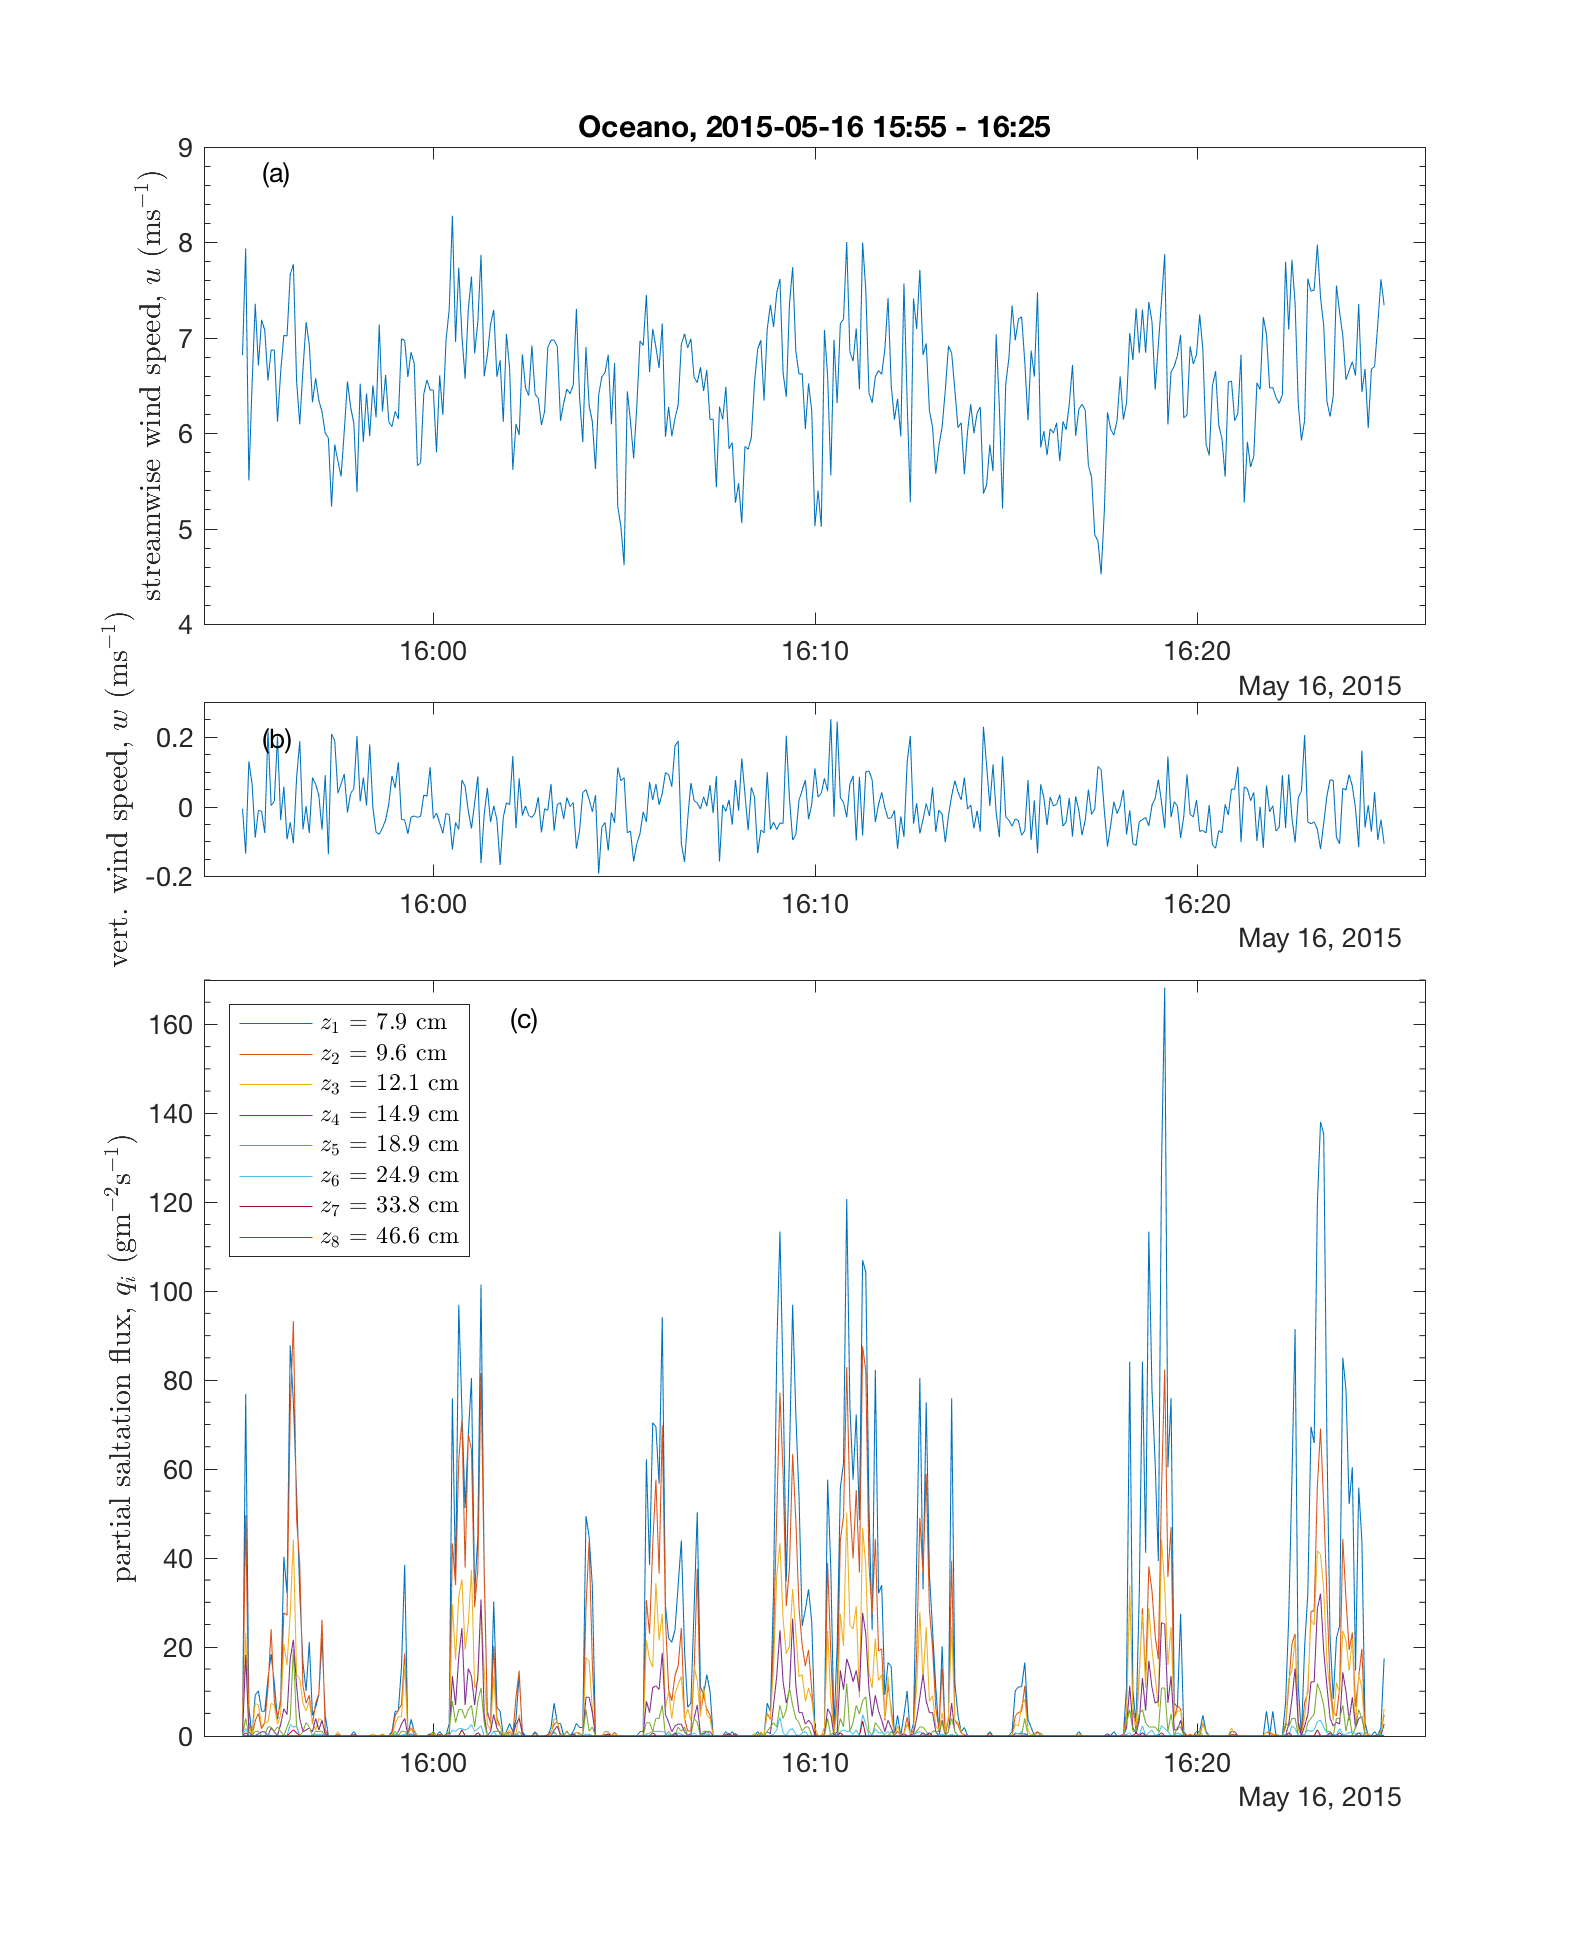 Oceano, 2015-05-16 15:55 - 16:25
(a)
streamwise wind speed, u (ms⁻¹)
9
8
7
6
5
4
16:00 16:10 16:20
May 16, 2015
(b)
vert. wind speed, w (ms⁻¹)
0.2
0
-0.2
16:00 16:10 16:20
May 16, 2015
(c)
partial saltation flux, qᵢ (gm⁻²s⁻¹)
160
140
120
100
80
60
40
20
0
z₁ = 7.9 cm
z₂ = 9.6 cm
z₃ = 12.1 cm
z₄ = 14.9 cm
z₅ = 18.9 cm
z₆ = 24.9 cm
z₇ = 33.8 cm
z₈ = 46.6 cm
16:00 16:10 16:20
May 16, 2015